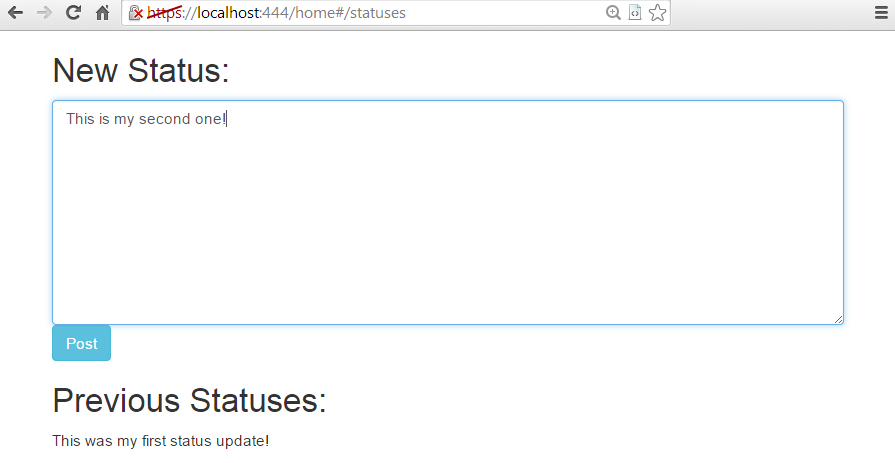 https://localhost:444/home#/statuses
New Status:
This is my second one!
Post
Previous Statuses:
This was my first status update!